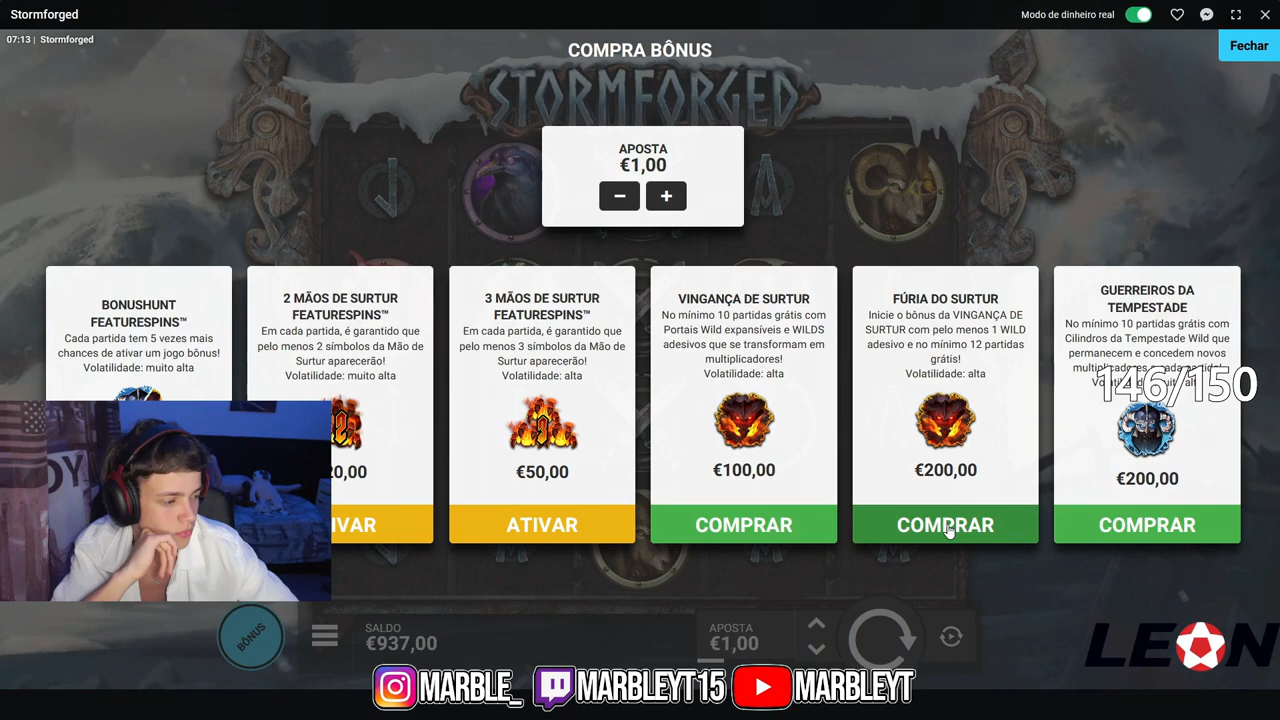 Stormforged
Modo de dinheiro real
07:13 | Stormforged
Fechar
COMPRA BÔNUS
STORMFORGED
APOSTA
€1,00
BONUSHUNT
FEATURESPINS™
Cada partida tem 5 vezes mais
chances de ativar um jogo bônus!
Volatilidade: muito alta
2 MÃOS DE SURTUR
FEATURESPINS™
Em cada partida, é garantido que
pelo menos 2 símbolos da Mão de
Surtur aparecerão!
Volatilidade: muito alta
2
20,00
IVAR
3 MÃOS DE SURTUR
FEATURESPINS™
Em cada partida, é garantido que
pelo menos 3 símbolos da Mão de
Surtur aparecerão!
Volatilidade: alta
3
€50,00
ATIVAR
VINGANÇA DE SURTUR
No mínimo 10 partidas grátis com
Portais Wild expansíveis e WILDS
adesivos que se transformam em
multiplicadores!
Volatilidade: alta
€100,00
COMPRAR
FÚRIA DO SURTUR
Inicie o bônus da VINGANÇA DE
SURTUR com pelo menos 1 WILD
adesivo e no mínimo 12 partidas
grátis!
Volatilidade: alta
€200,00
COMPRAR
GUERREIROS DA
TEMPESTADE
No mínimo 10 partidas grátis com
Cilindros da Tempestade Wild que
permanecem e concedem novos
146/150
€200,00
COMPRAR
BÔNUS
SALDO
€937,00
APOSTA
€1,00
LEON
MARBLE_
MARBLEYT15
MARBLEYT